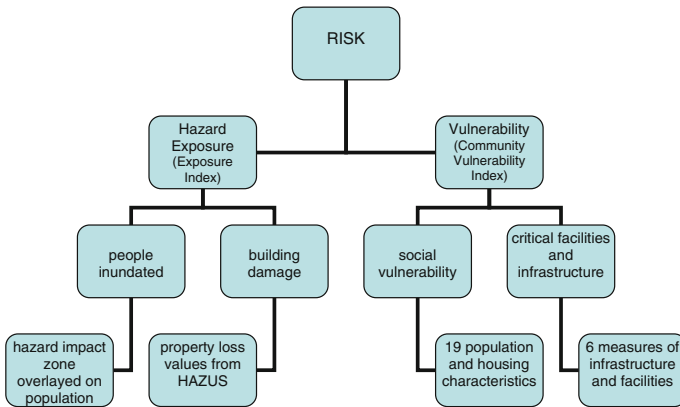 RISK
Hazard
Exposure
(Exposure
Index)
Vulnerability
(Community
Vulnerability
Index)
people
inundated
building
damage
social
vulnerability
critical facilities
and
infrastructure
hazard impact
zone
overlayed on
population
property loss
values from
HAZUS
19 population
and housing
characteristics
6 measures of
infrastructure
and facilities